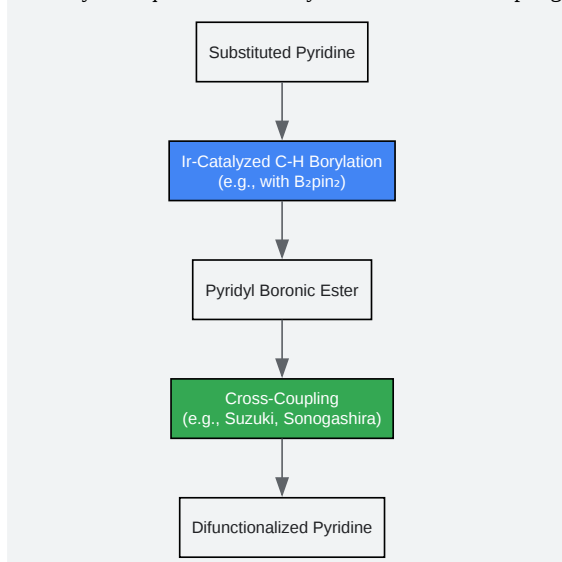 Substituted Pyridine
Ir-Catalyzed C-H Borylation
(e.g., with B₂pin₂)
Pyridyl Boronic Ester
Cross-Coupling
(e.g., Suzuki, Sonogashira)
Difunctionalized Pyridine